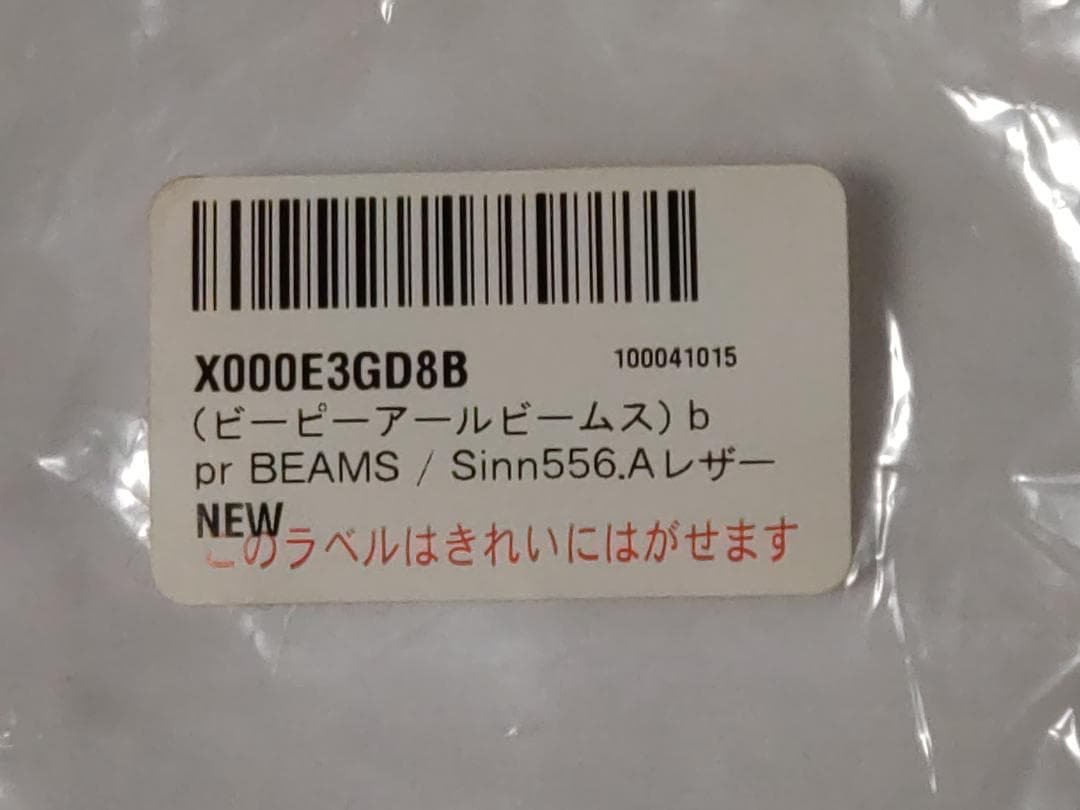 X000E3GD8B 100041015
(ビーピーアールビームス) b
pr BEAMS / Sinn556.Aレザー
NEW
このラベルはきれいにはがせます